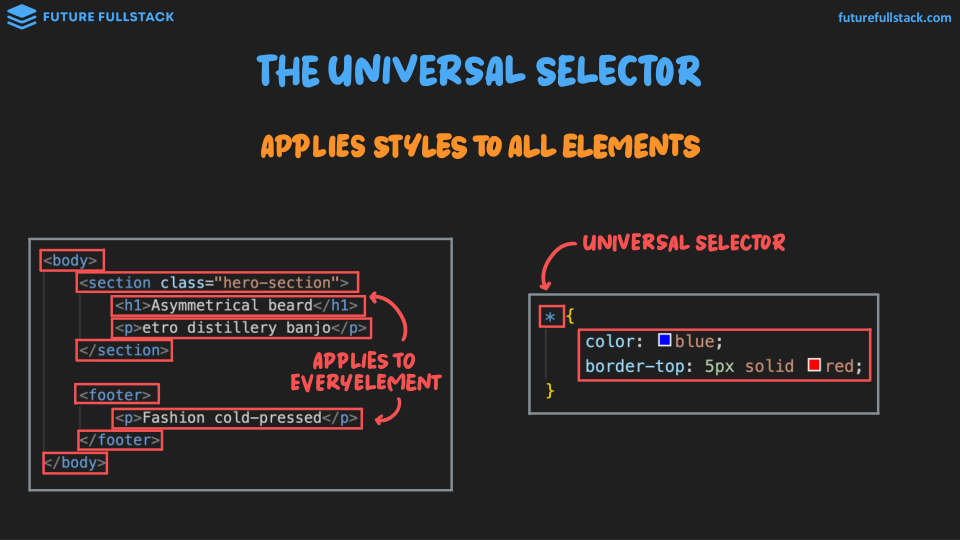 FUTURE FULLSTACK
futurefullstack.com
THE UNIVERSAL SELECTOR
APPLIES STYLES TO ALL ELEMENTS
<body>
<section class="hero-section">
<h1>Asymmetrical beard</h1>
<p>etro distillery banjo</p>
</section>
<footer>
<p>Fashion cold-pressed</p>
</footer>
</body>
APPLIES TO
EVERY ELEMENT
UNIVERSAL SELECTOR
* {
color: blue;
border-top: 5px solid red;
}